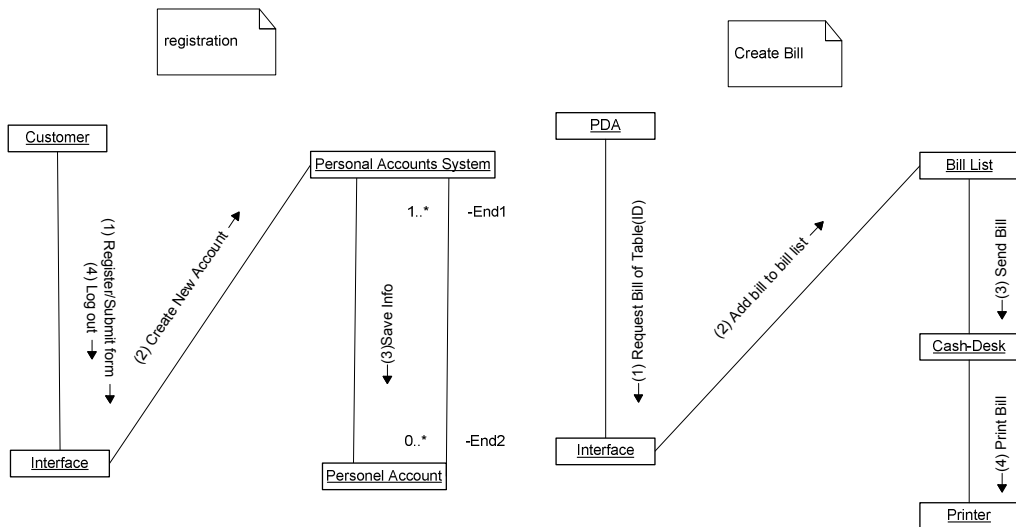 registration
Customer
(1) Register/Submit form
(4) Log out
(2) Create New Account
Personal Accounts System
1..*
-End1
(3)Save Info
0..*
-End2
Interface
Personel Account
Create Bill
PDA
(1) Request Bill of Table(ID)
(2) Add bill to bill list
Bill List
(3) Send Bill
Cash-Desk
(4) Print Bill
Interface
Printer